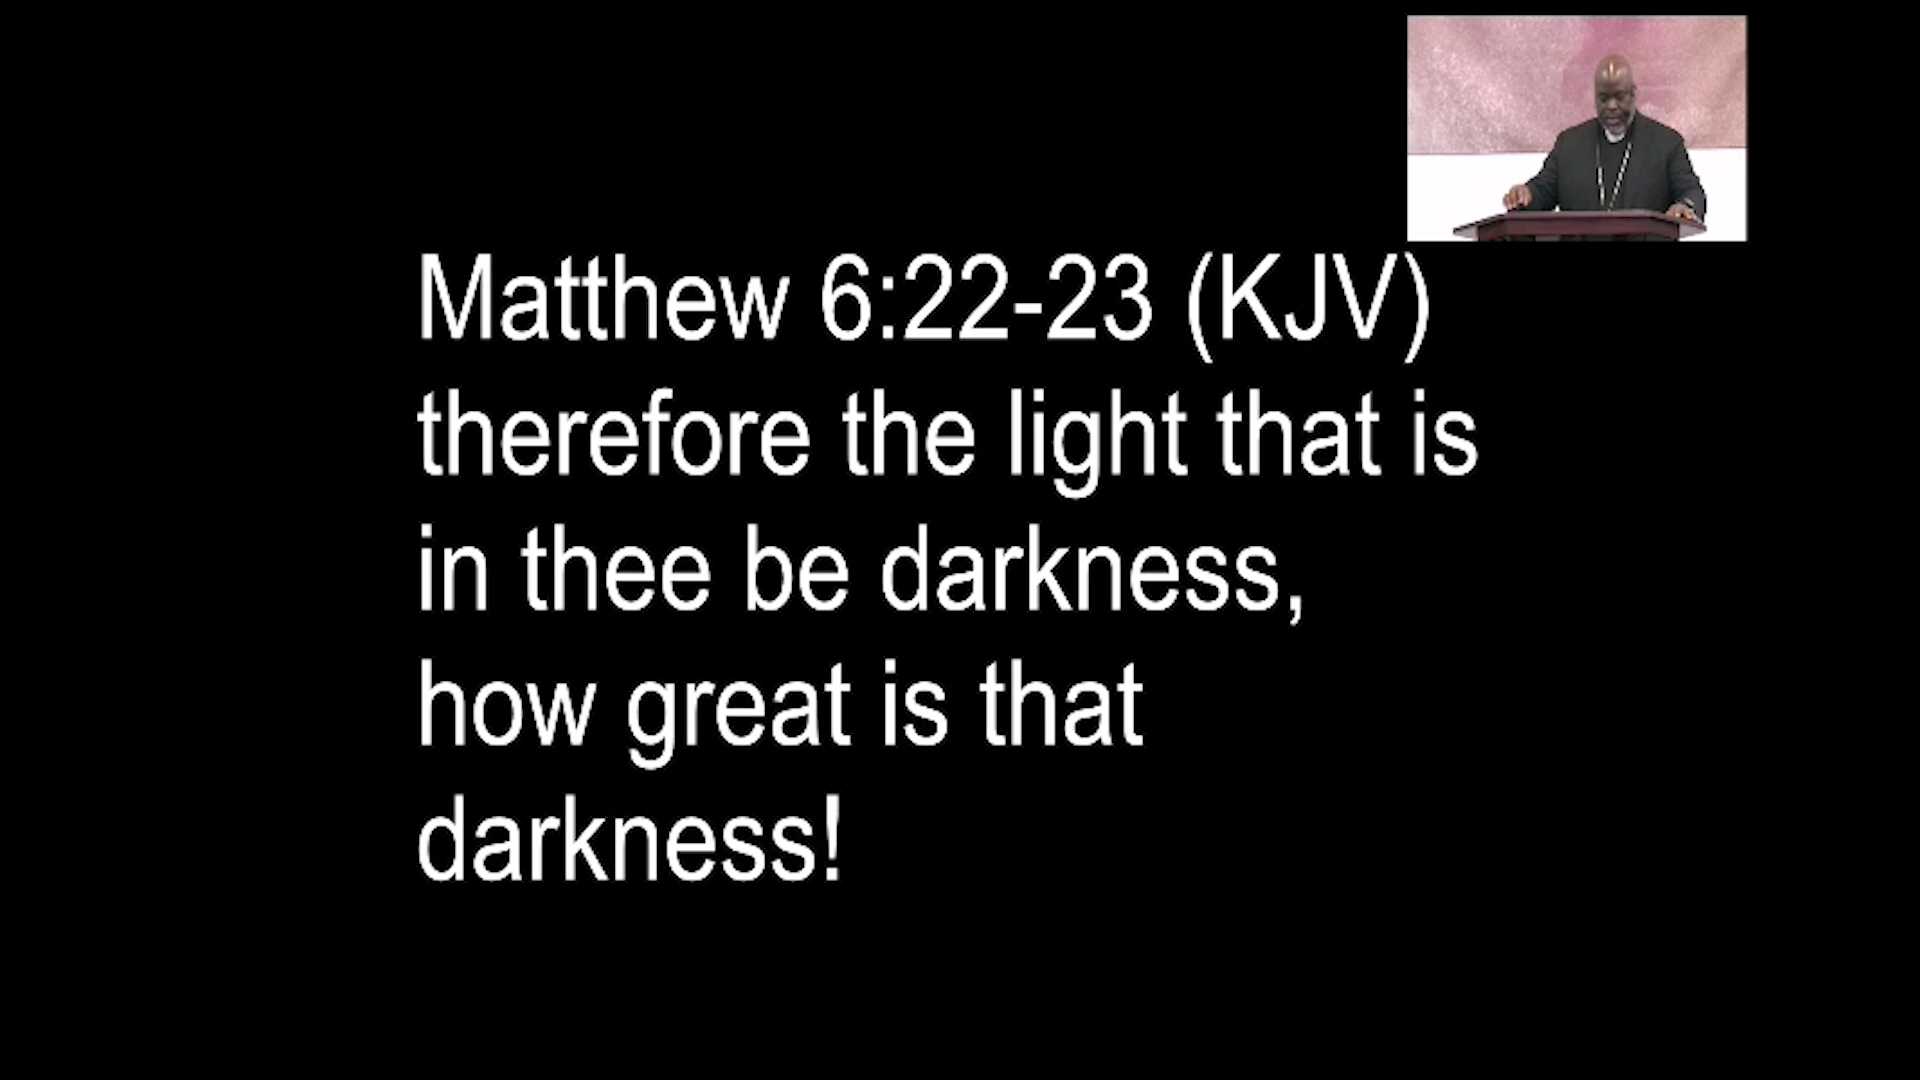 Matthew 6:22-23 (KJV)
therefore the light that is
in thee be darkness,
how great is that
darkness!